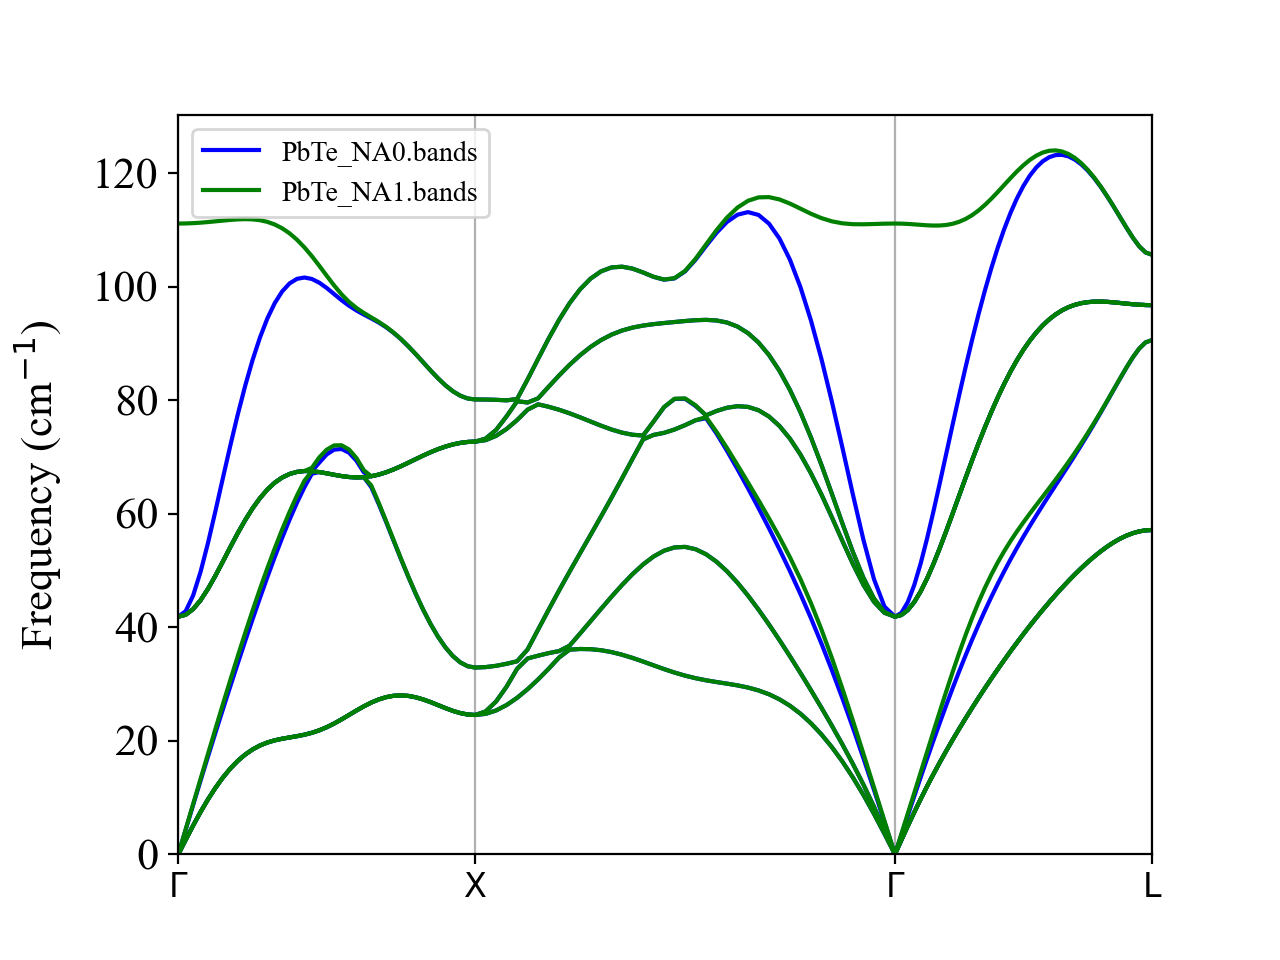 PbTe_NA0.bands
PbTe_NA1.bands
120
100
80
60
40
20
0
Frequency (cm⁻¹)
Γ X Γ L